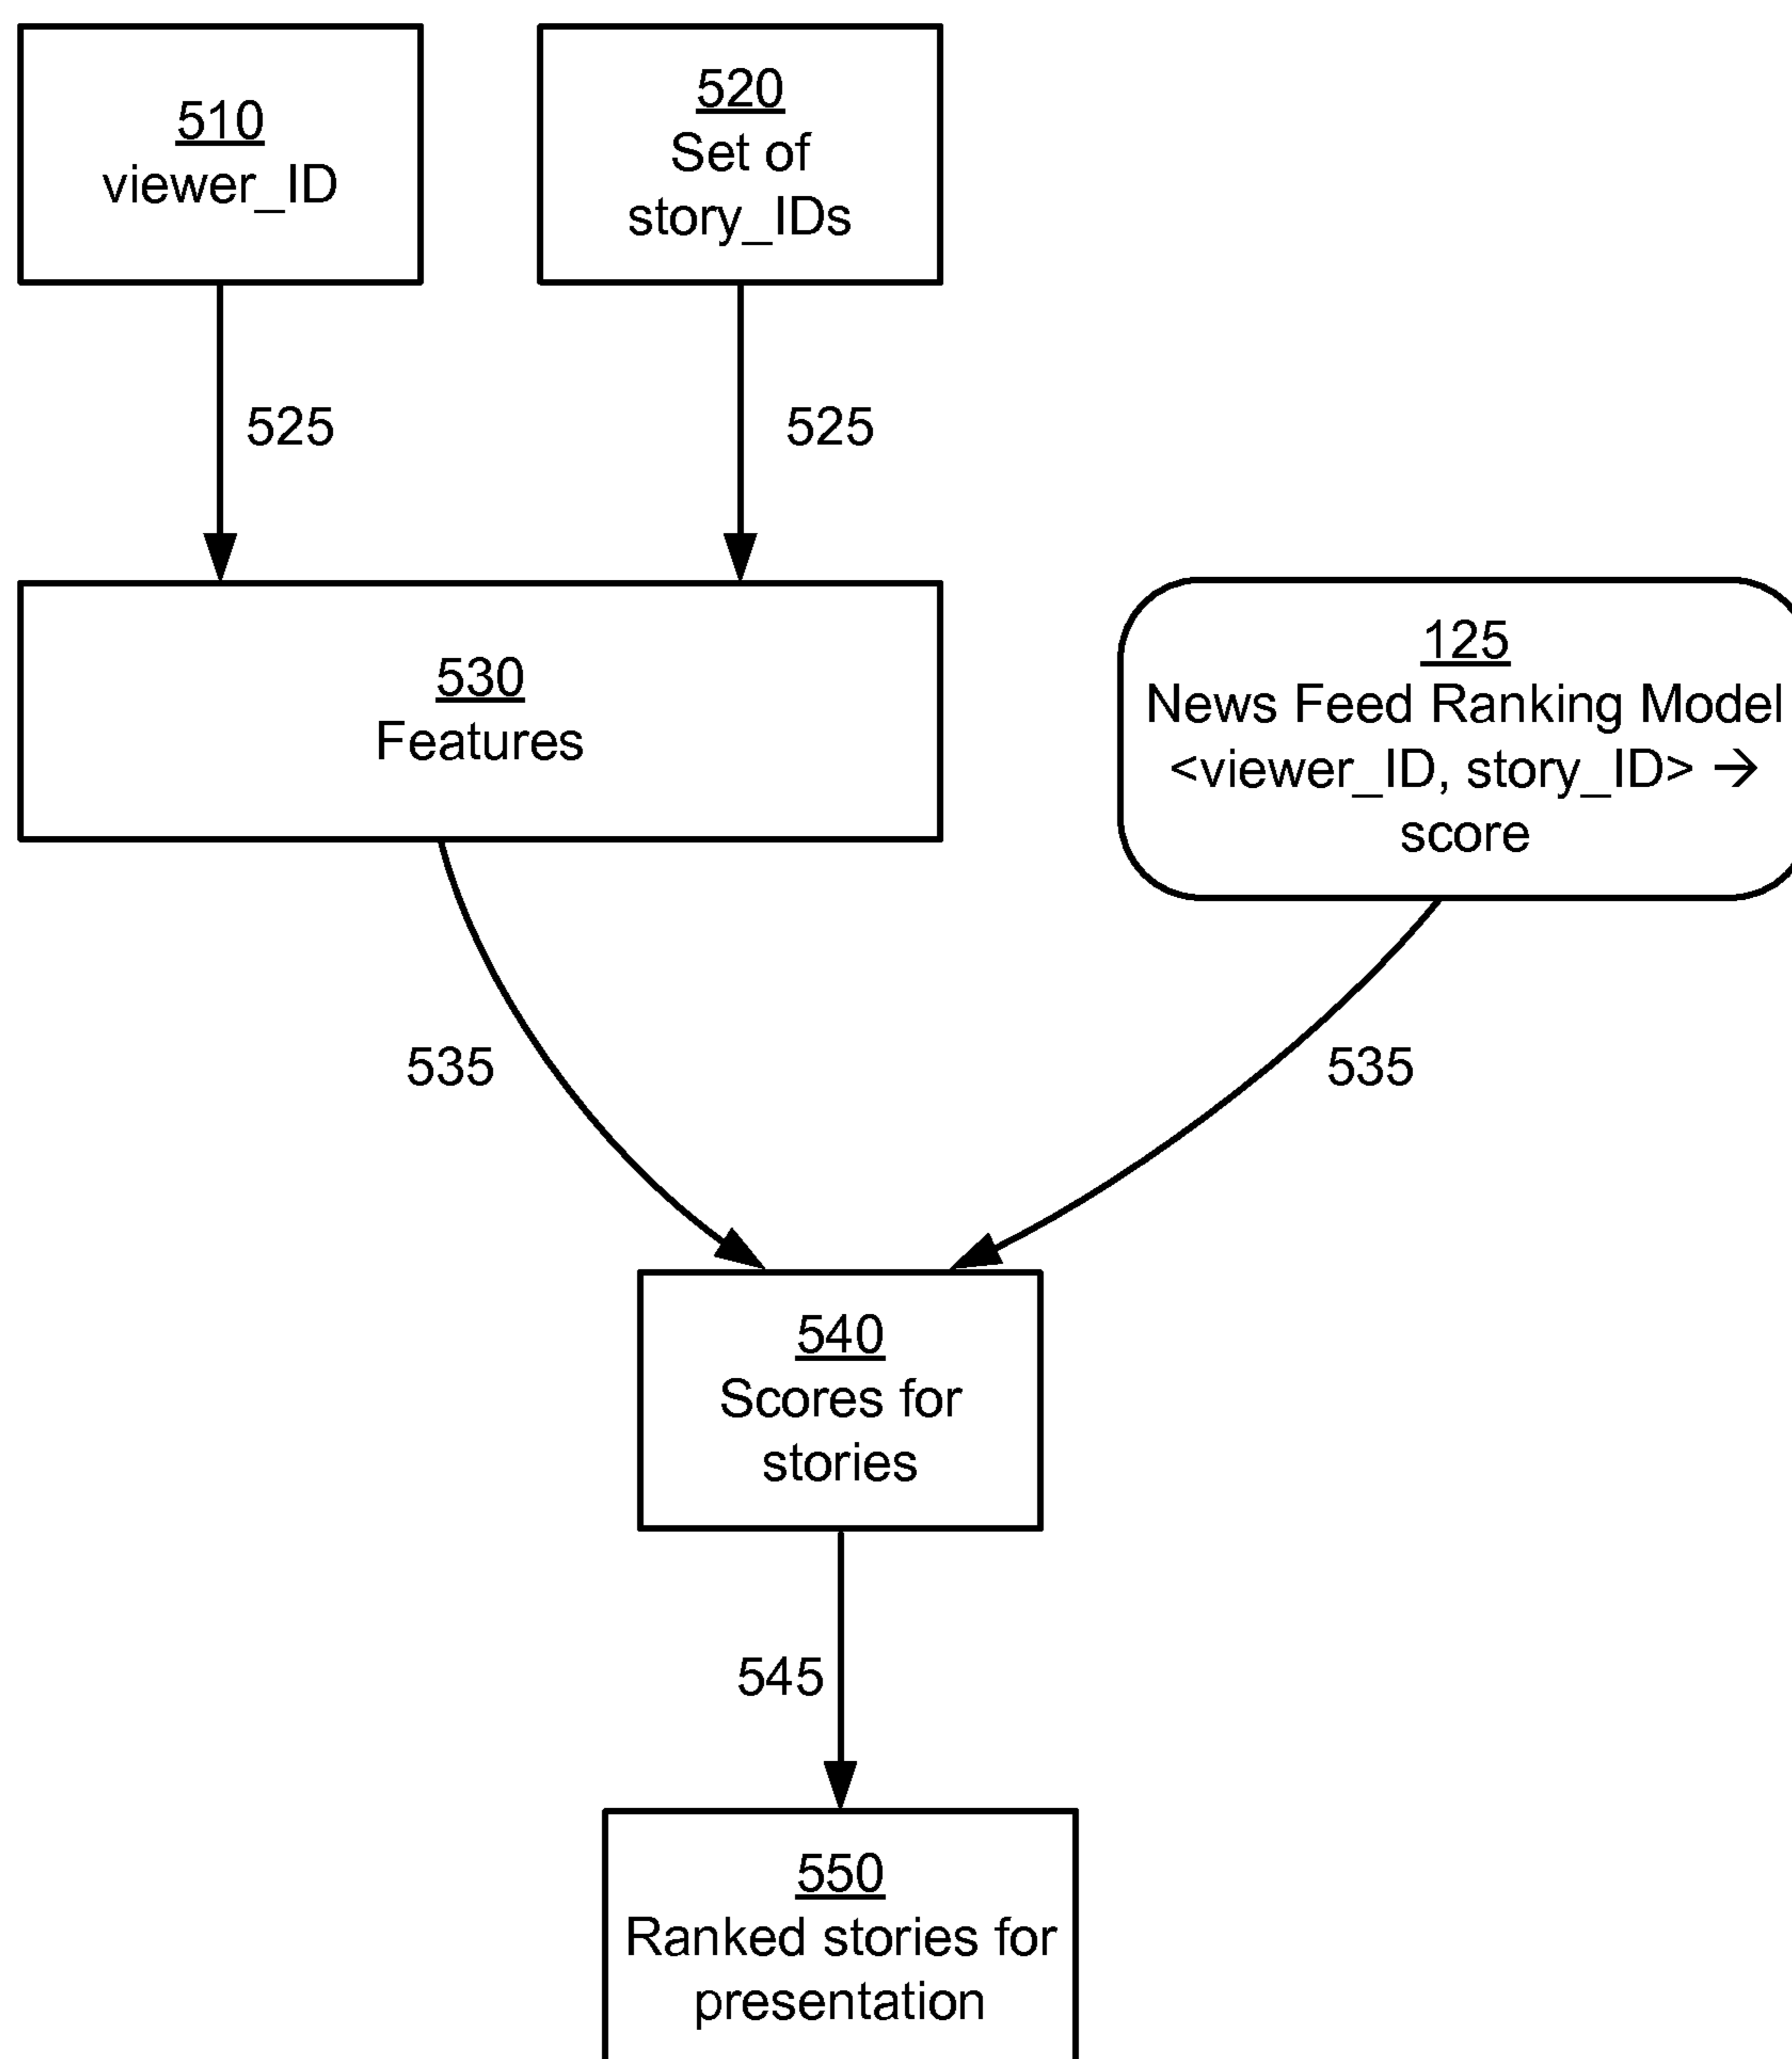 510
viewer_ID
520
Set of
story_IDs
525
525
530
Features
125
News Feed Ranking Model
<viewer_ID, story_ID> →
score
535
535
540
Scores for
stories
545
550
Ranked stories for
presentation